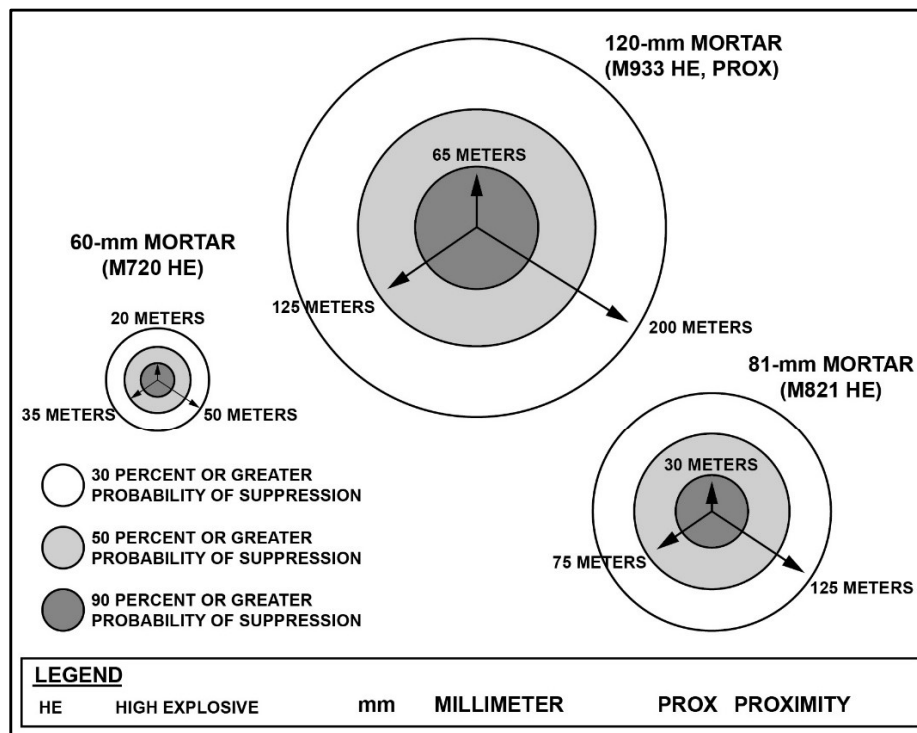 120-mm MORTAR
(M933 HE, PROX)
65 METERS
125 METERS
200 METERS
60-mm MORTAR
(M720 HE)
20 METERS
35 METERS
50 METERS
81-mm MORTAR
(M821 HE)
30 METERS
75 METERS
125 METERS
30 PERCENT OR GREATER
PROBABILITY OF SUPPRESSION
50 PERCENT OR GREATER
PROBABILITY OF SUPPRESSION
90 PERCENT OR GREATER
PROBABILITY OF SUPPRESSION
LEGEND
HE HIGH EXPLOSIVE mm MILLIMETER PROX PROXIMITY